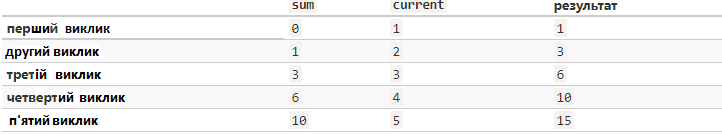 sum current результат
перший виклик 0 1 1
другий виклик 1 2 3
третій виклик 3 3 6
четвертий виклик 6 4 10
п'ятий виклик 10 5 15